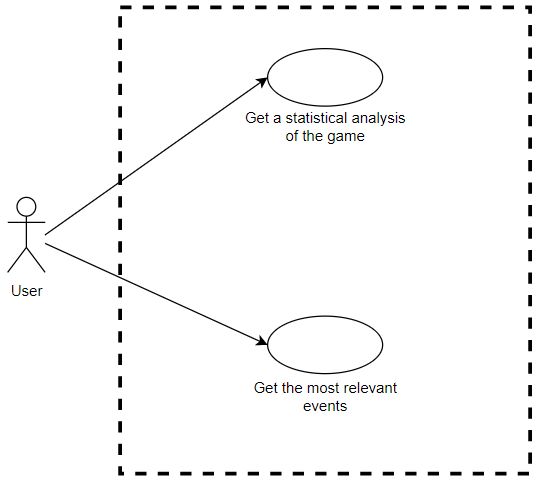 Get a statistical analysis
of the game
User
Get the most relevant
events